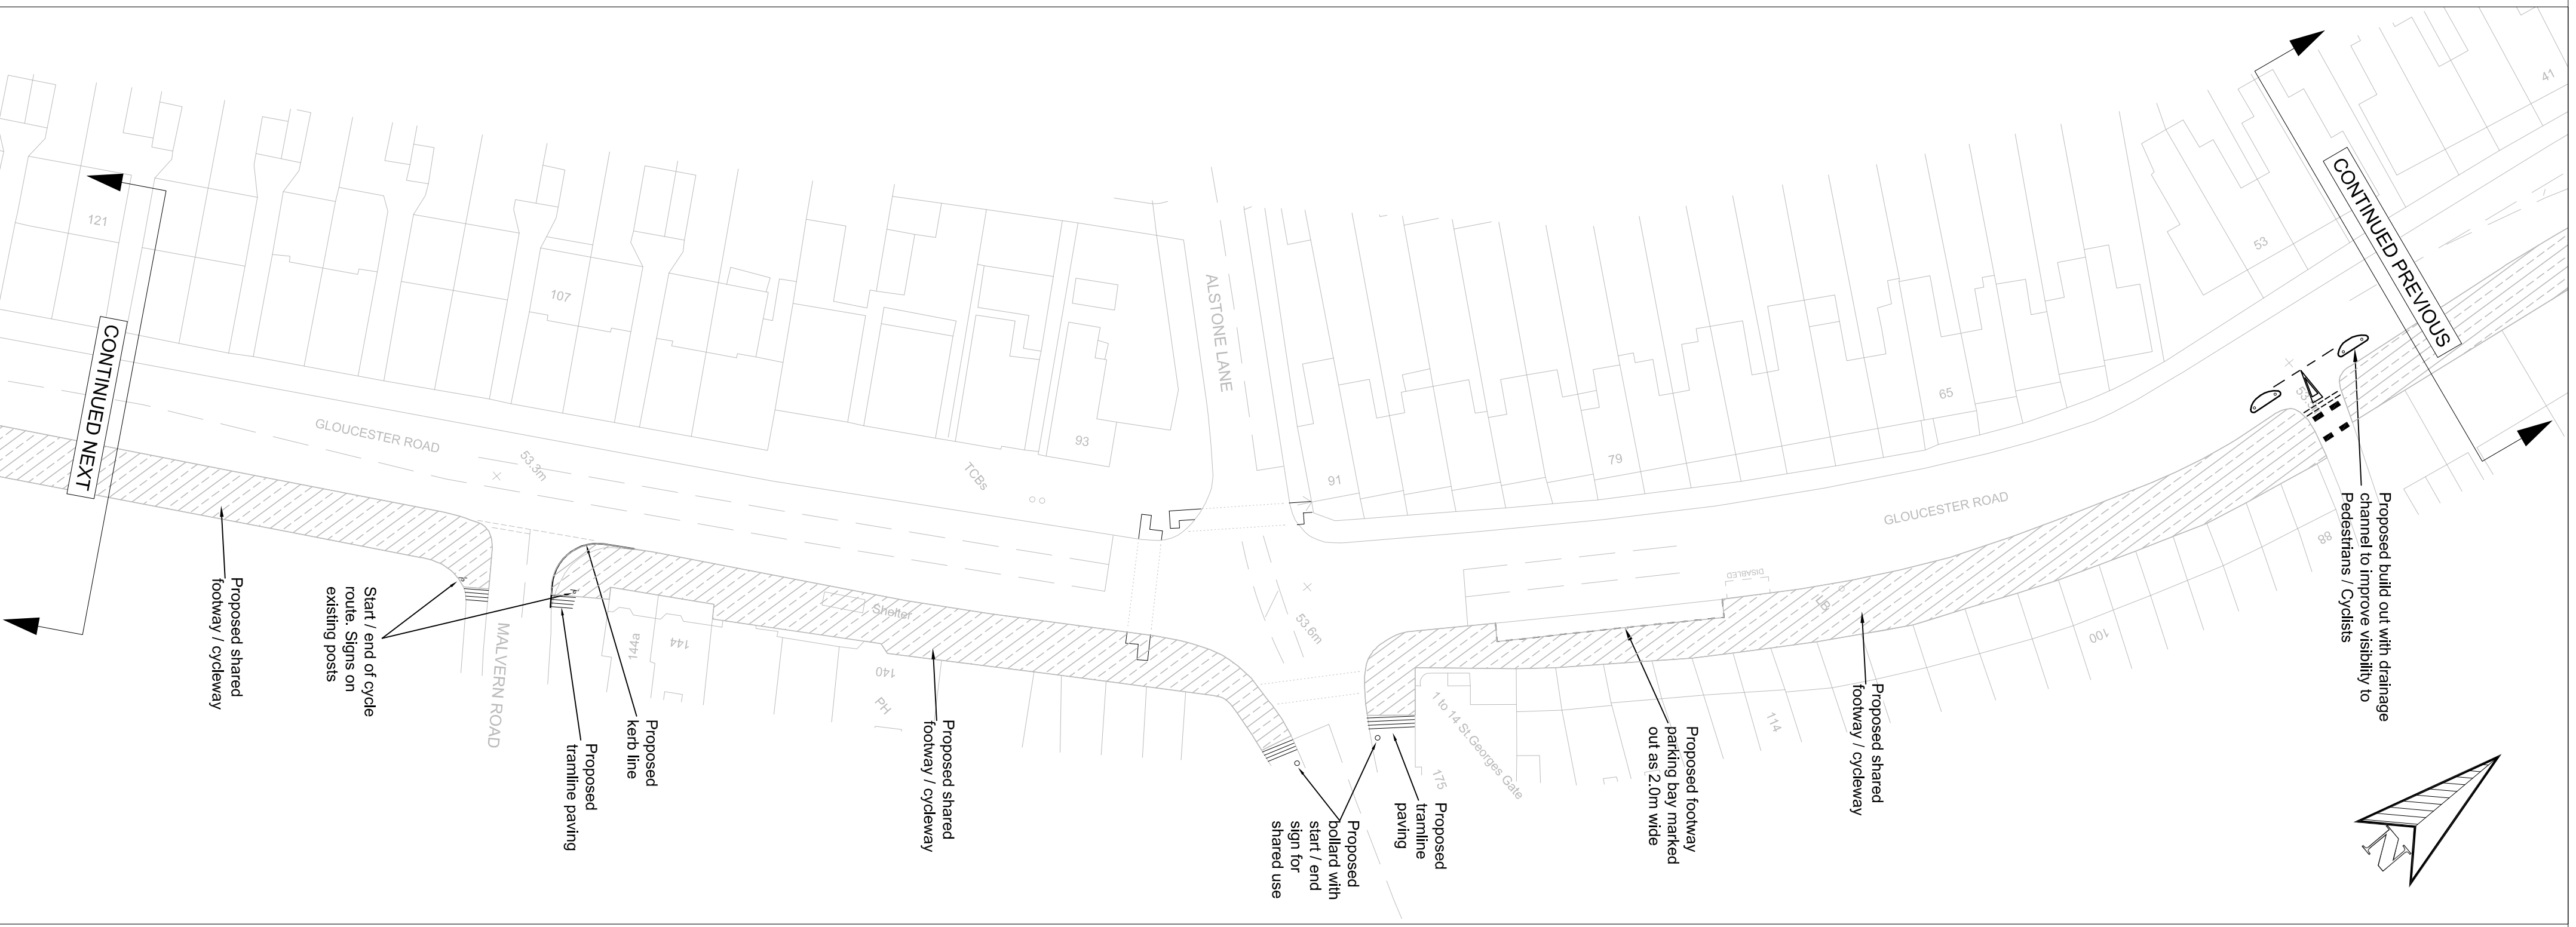 CONTINUED PREVIOUS
CONTINUED NEXT
Proposed build out with drainage
channel to improve visibility to
Pedestrians / Cyclists
Proposed shared
footway / cycleway
Proposed footway
parking bay marked
out as 2.0m wide
Proposed
tramline
paving
Proposed
bollard with
start / end
sign for
shared use
Proposed shared
footway / cycleway
Proposed
kerb line
Proposed
tramline paving
Start / end of cycle
route. Signs on
existing posts
Proposed shared
footway / cycleway
GLOUCESTER ROAD
GLOUCESTER ROAD
ALSTONE LANE
MALVERN ROAD
1 to 14 St.Georges Gate
Shelter
TCBs
PH
LB
DISABLED
53.3m
53.6m
121
107
93
91
79
65
53
41
88
100
114
175
140
144
144a
N